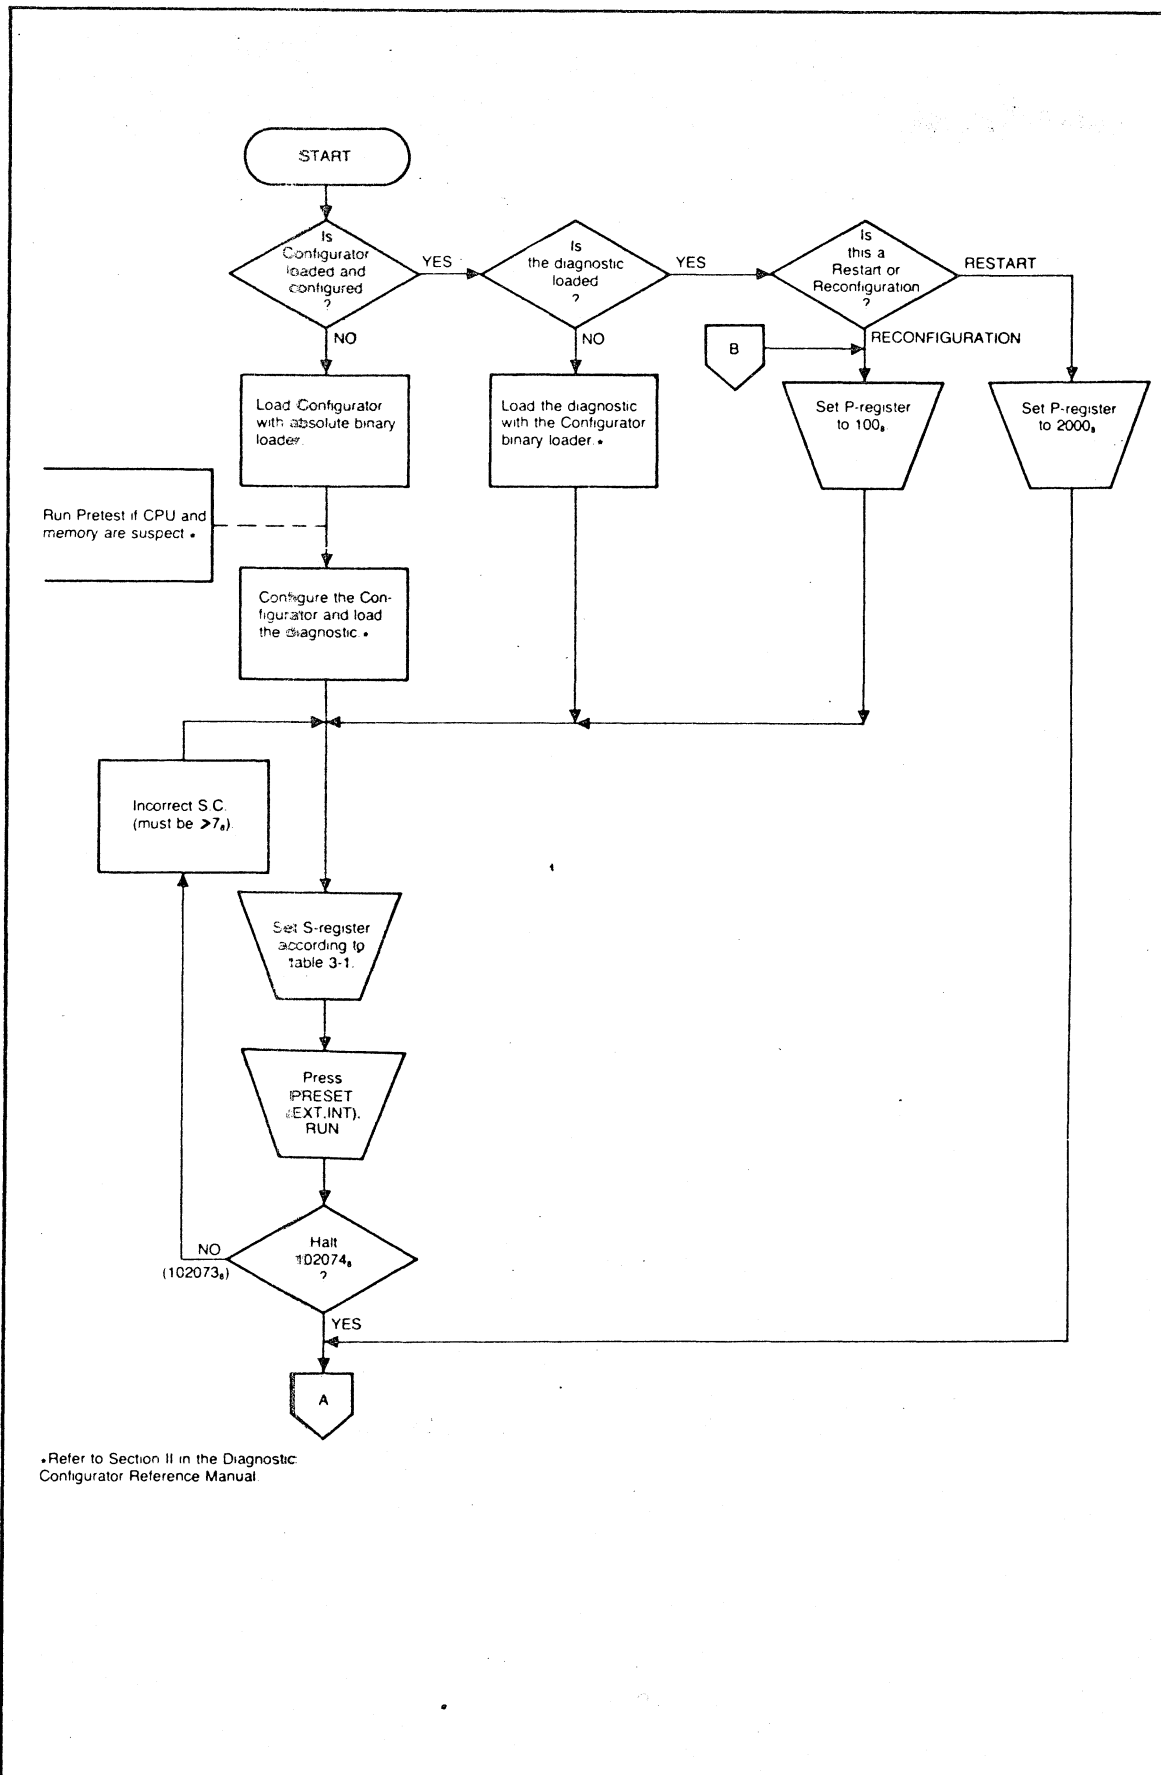 START
Is
Configurator
loaded and
configured
?
YES
NO
Is
the diagnostic
loaded
?
YES
NO
Is
this a
Restart or
Reconfiguration
?
RESTART
RECONFIGURATION
B
Load Configurator
with absolute binary
loader.
Load the diagnostic
with the Configurator
binary loader.*
Set P-register
to 100₈.
Set P-register
to 2000₈
Run Pretest if CPU and
memory are suspect.*
Configure the Con-
figurator and load
the diagnostic.*
Incorrect S.C.
(must be >7₈).
Set S-register
according to
Table 3-1.
Press
PRESET
(EXT,INT),
RUN
Halt
102074₈
?
NO
(102073₈)
YES
A
*Refer to Section II in the Diagnostic
Configurator Reference Manual.